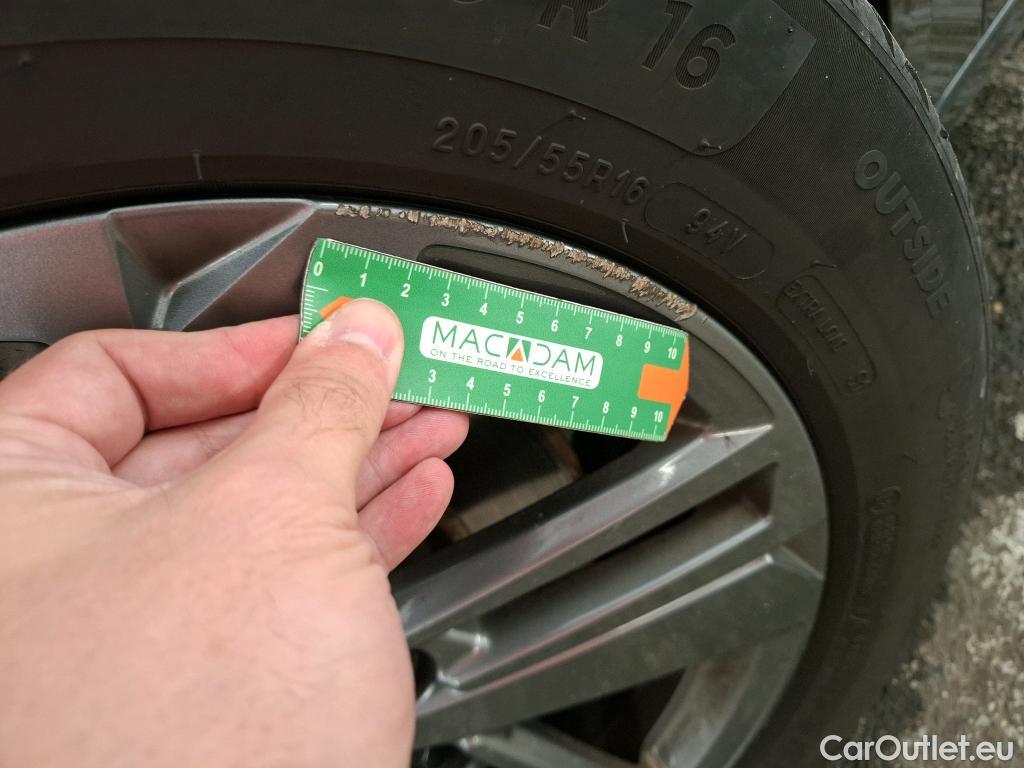 R 16
205/55R16
94V
OUTSIDE
0 1 2 3 4 5 6 7 8 9 10
MACADAM
ON THE ROAD TO EXCELLENCE
3 4 5 6 7 8 9 10
CarOutlet.eu